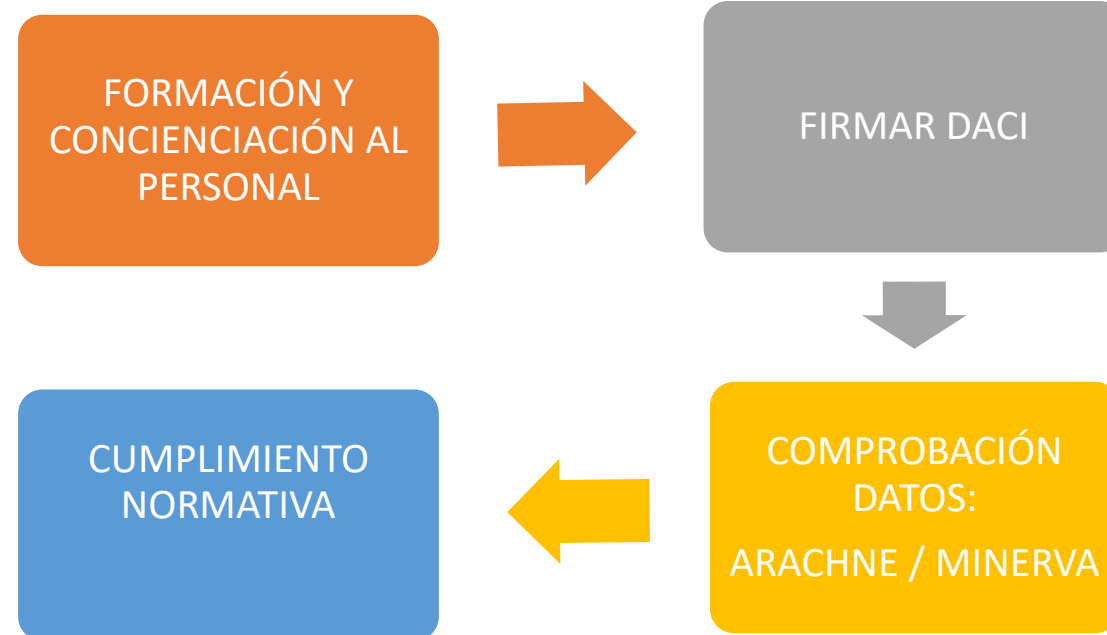 FORMACIÓN Y
CONCIENCIACIÓN AL
PERSONAL
FIRMAR DACI
COMPROBACIÓN
DATOS:
ARACHNE / MINERVA
CUMPLIMIENTO
NORMATIVA